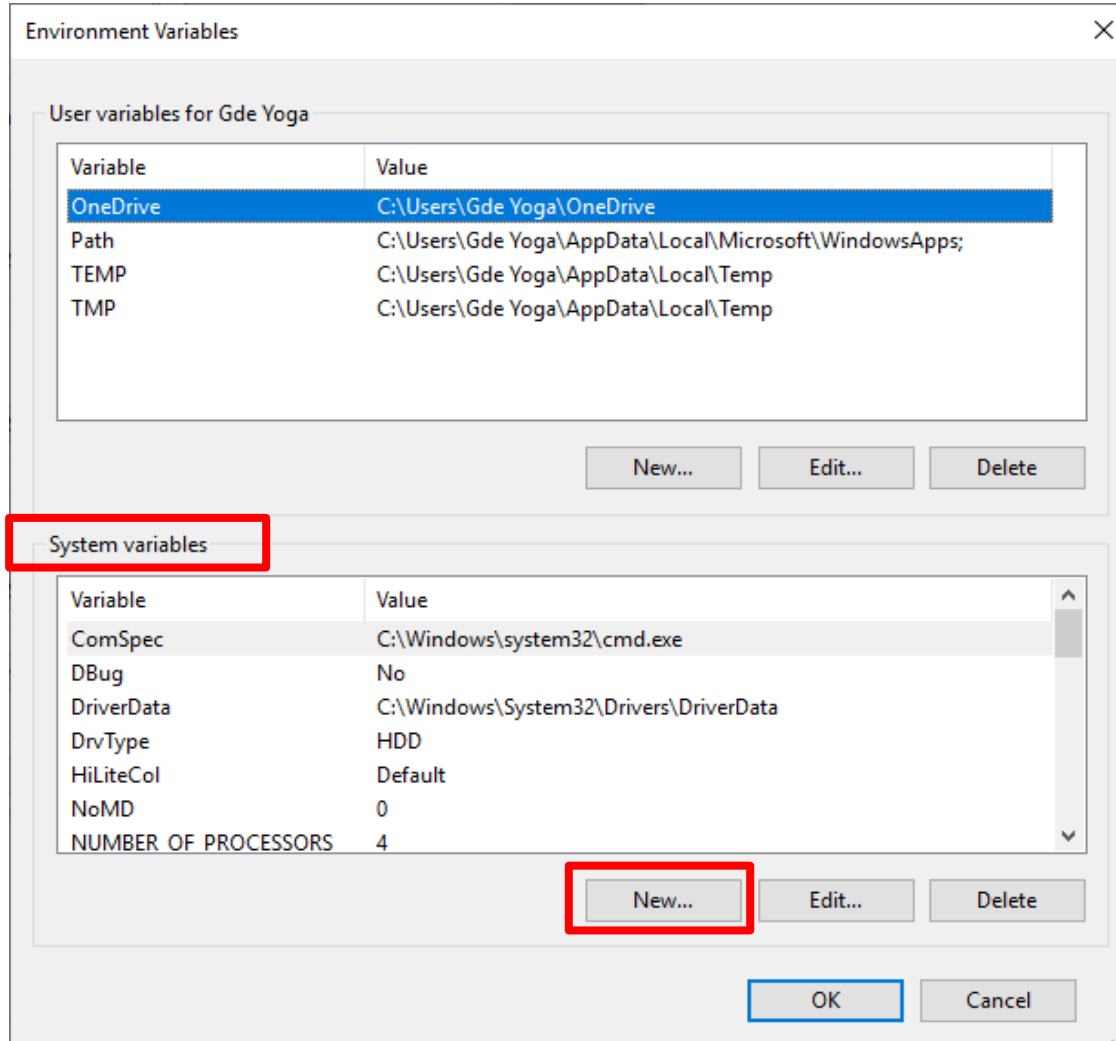 Environment Variables
User variables for Gde Yoga
Variable Value
OneDrive C:\Users\Gde Yoga\OneDrive
Path C:\Users\Gde Yoga\AppData\Local\Microsoft\WindowsApps;
TEMP C:\Users\Gde Yoga\AppData\Local\Temp
TMP C:\Users\Gde Yoga\AppData\Local\Temp
New... Edit... Delete
System variables
Variable Value
ComSpec C:\Windows\system32\cmd.exe
DBug No
DriverData C:\Windows\System32\Drivers\DriverData
DrvType HDD
HiLiteCol Default
NoMD 0
NUMBER_OF_PROCESSORS 4
New... Edit... Delete
OK Cancel